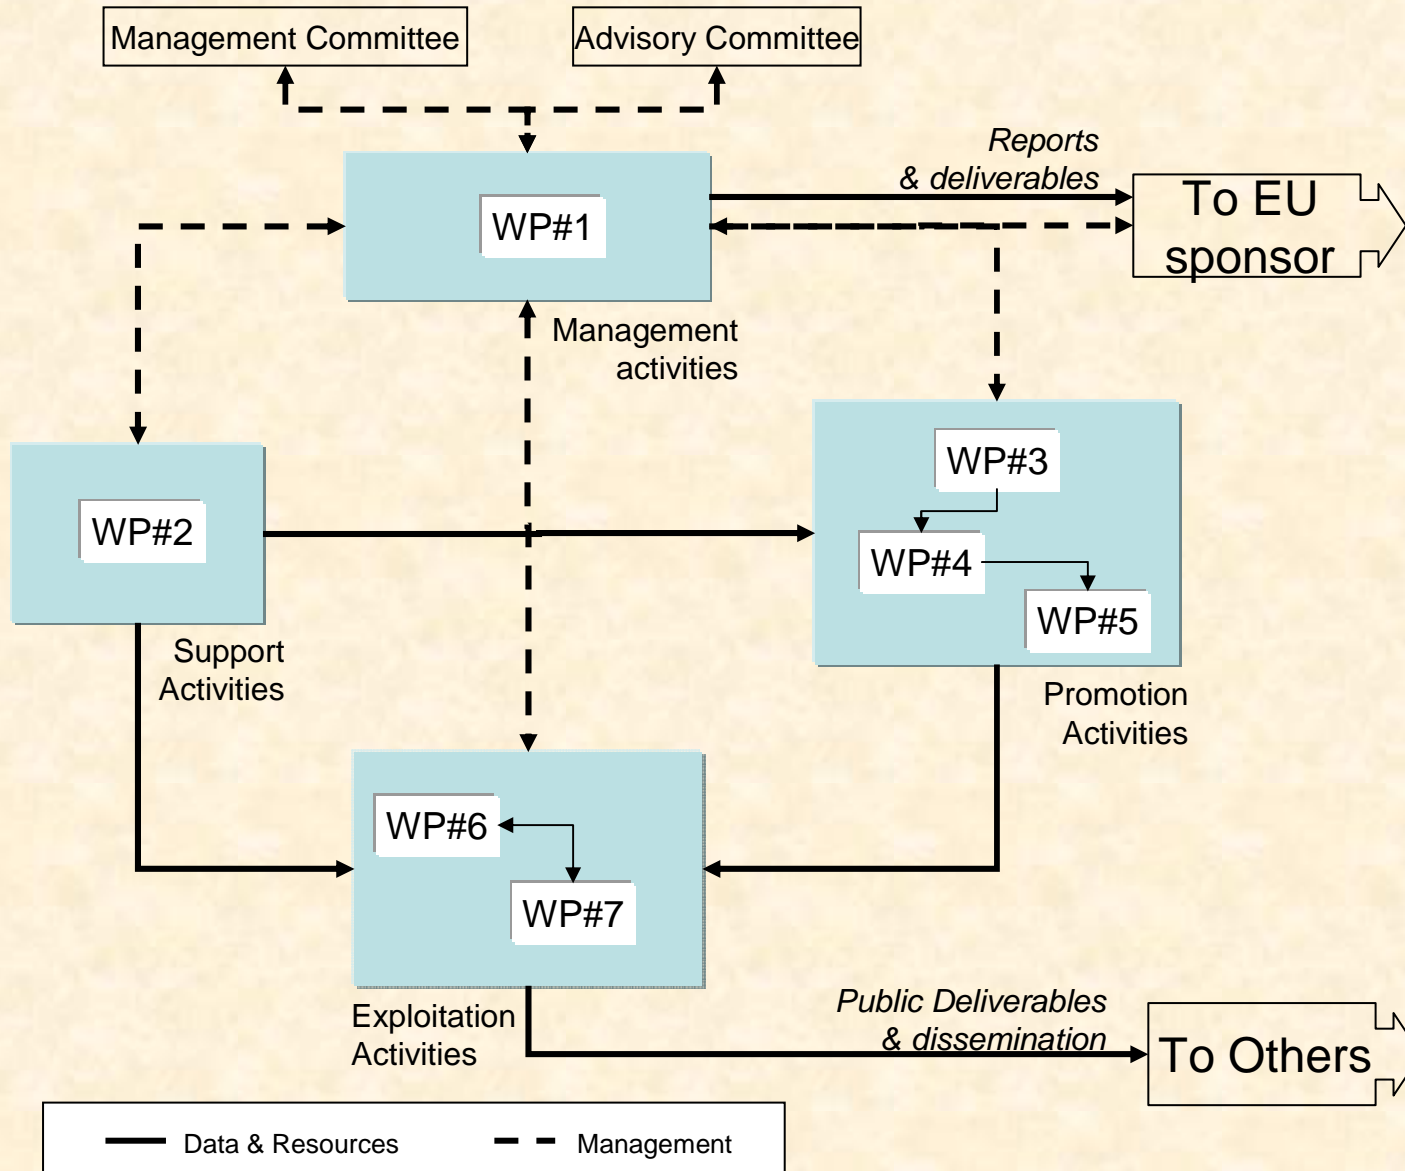 Management Committee
Advisory Committee
Reports
& deliverables
To EU
sponsor
WP#1
Management
activities
WP#3
WP#2
WP#4
WP#5
Support
Activities
Promotion
Activities
WP#6
WP#7
Exploitation
Activities
Public Deliverables
& dissemination
To Others
Data & Resources
Management